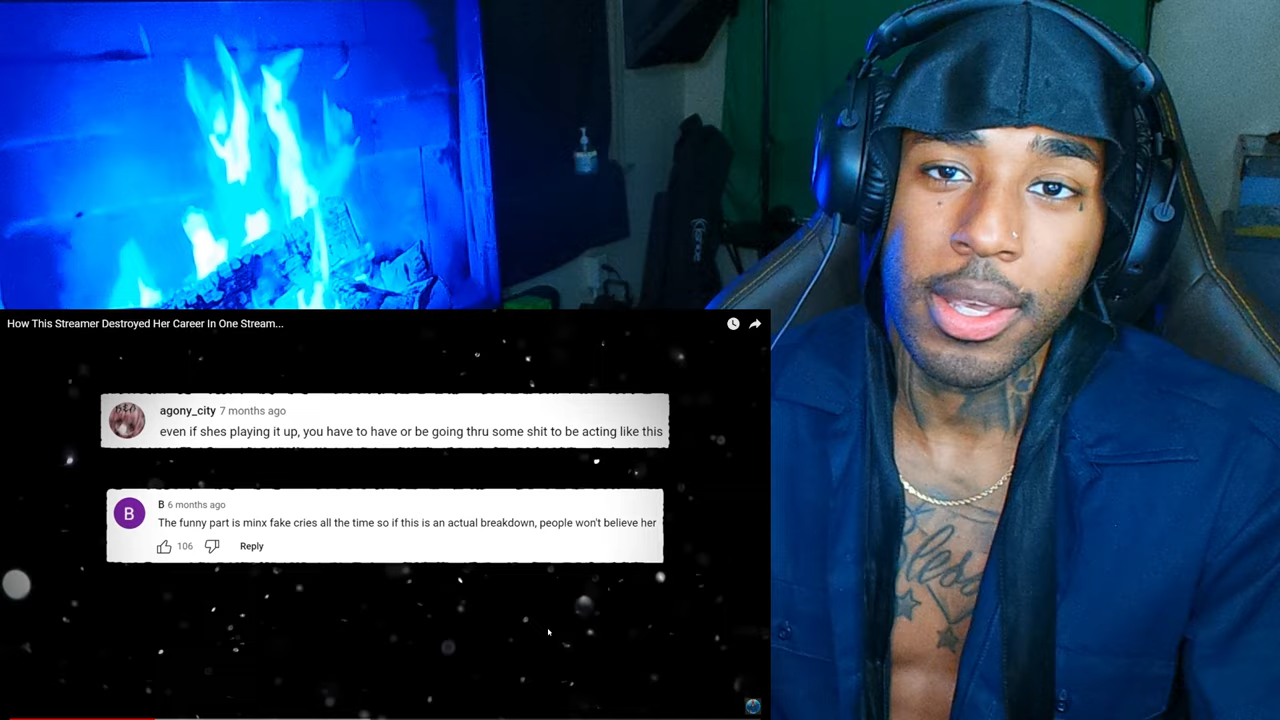 How This Streamer Destroyed Her Career In One Stream...
agony_city 7 months ago
even if shes playing it up, you have to have or be going thru some shit to be acting like this
B
B 6 months ago
The funny part is minx fake cries all the time so if this is an actual breakdown, people won't believe her
106 Reply
Bless